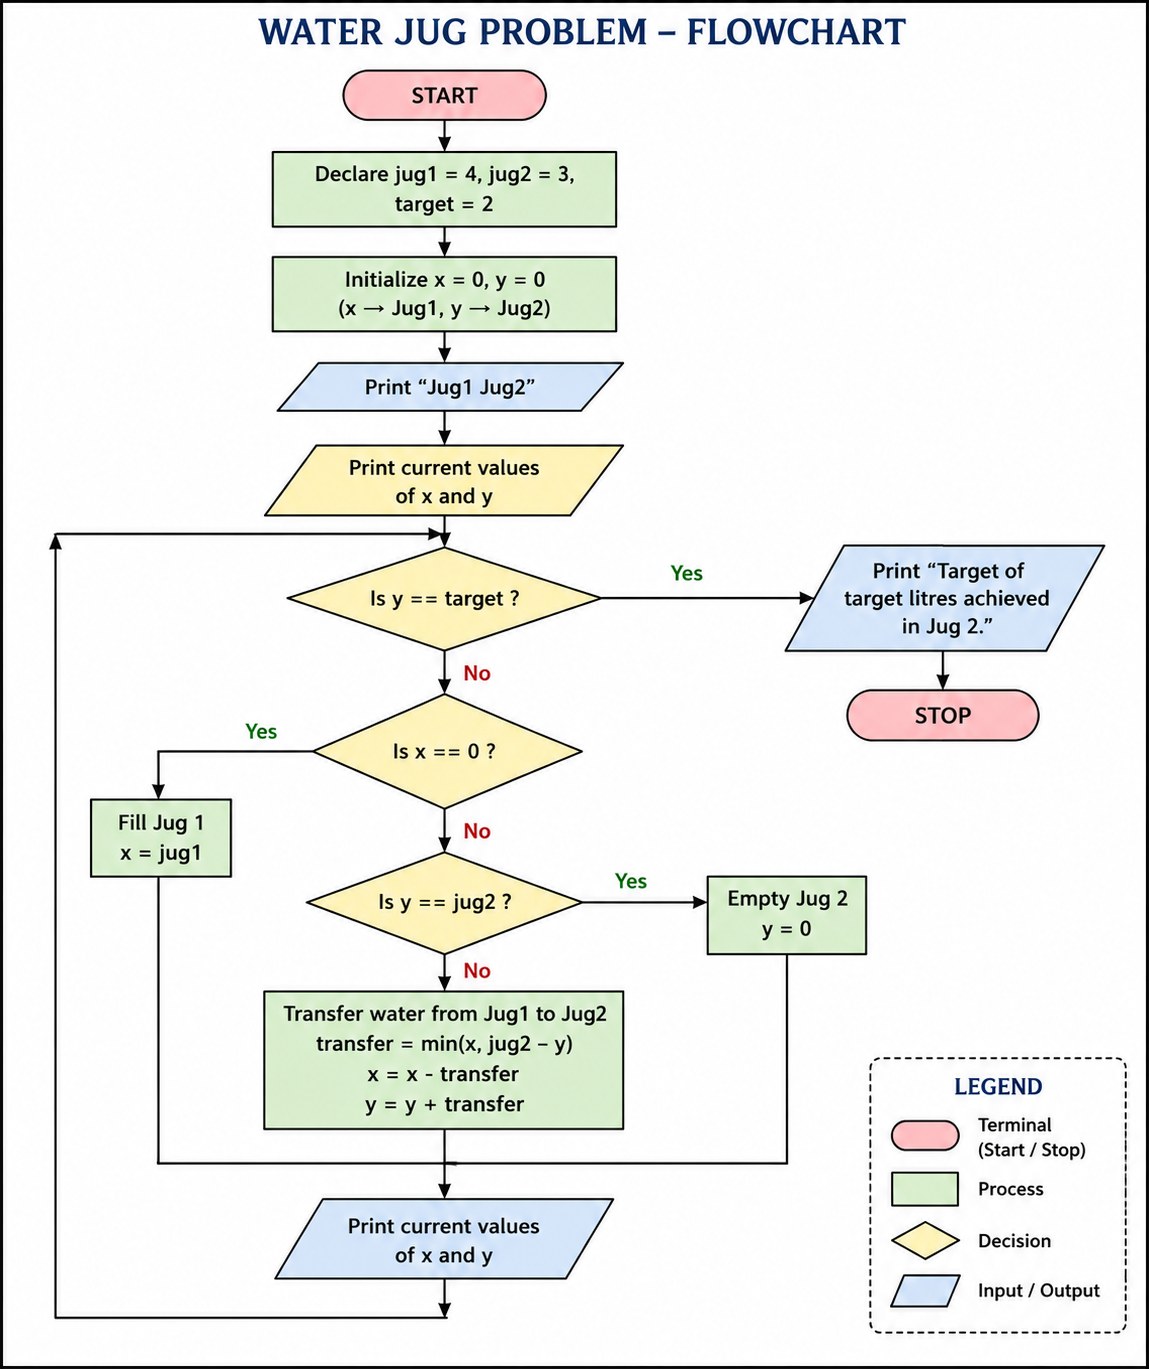 WATER JUG PROBLEM – FLOWCHART
START
Declare jug1 = 4, jug2 = 3,
target = 2
Initialize x = 0, y = 0
(x → Jug1, y → Jug2)
Print “Jug1 Jug2”
Print current values
of x and y
Is y == target ?
Yes
Print “Target of
target litres achieved
in Jug 2.”
STOP
No
Is x == 0 ?
Yes
Fill Jug 1
x = jug1
No
Is y == jug2 ?
Yes
Empty Jug 2
y = 0
No
Transfer water from Jug1 to Jug2
transfer = min(x, jug2 – y)
x = x - transfer
y = y + transfer
Print current values
of x and y
LEGEND
Terminal
(Start / Stop)
Process
Decision
Input / Output